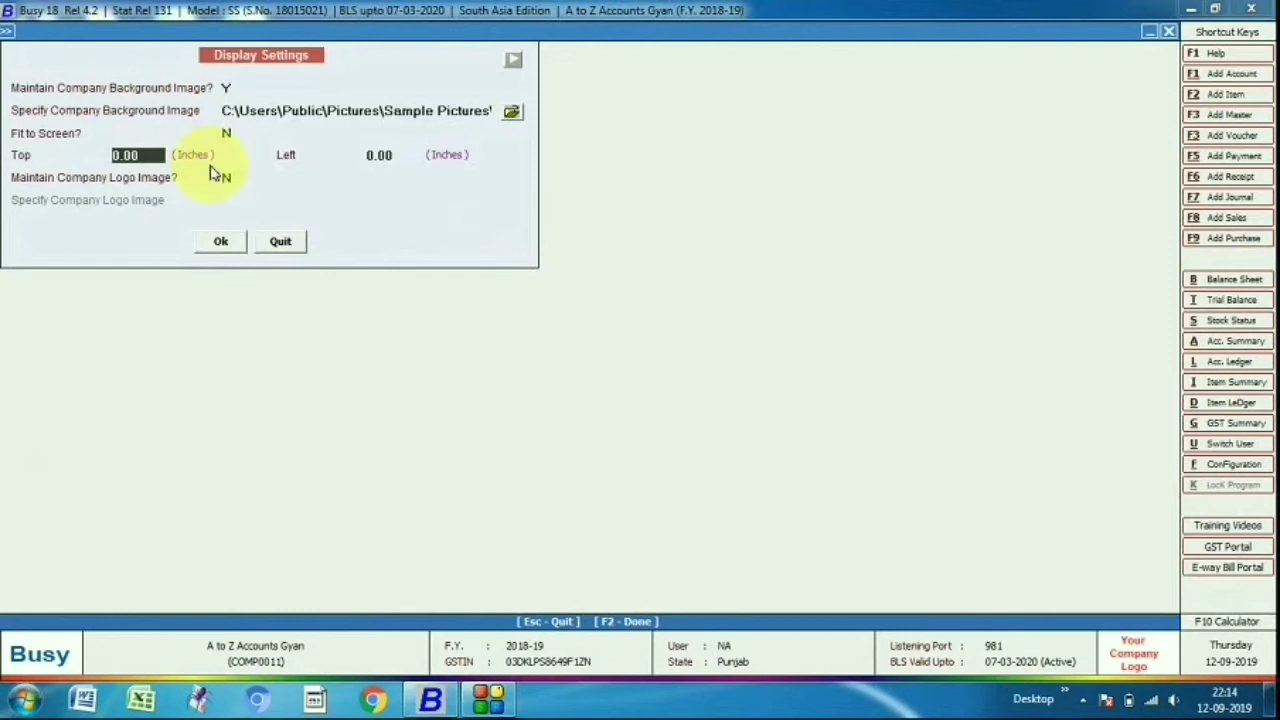 Busy 18 Rel 4.2 | Stat Rel 131 | Model : SS (S.No. 18015021) | BLS upto 07-03-2020 | South Asia Edition | A to Z Accounts Gyan (F.Y. 2018-19)
>>
Display Settings
Maintain Company Background Image? Y
Specify Company Background Image C:\Users\Public\Pictures\Sample Pictures'
Fit to Screen? N
Top 0.00 (Inches) Left 0.00 (Inches)
Maintain Company Logo Image? N
Specify Company Logo Image
Ok Quit
Shortcut Keys
F1 Help
F1 Add Account
F2 Add Item
F3 Add Master
F3 Add Voucher
F5 Add Payment
F6 Add Receipt
F7 Add Journal
F8 Add Sales
F9 Add Purchase
B Balance Sheet
T Trial Balance
S Stock Status
A Acc. Summary
L Acc. Ledger
I Item Summary
D Item LeDger
G GST Summary
U Switch User
F ConFiguration
K LocK Program
Training Videos
GST Portal
E-way Bill Portal
F10 Calculator
[ Esc - Quit ] [ F2 - Done ]
Busy
A to Z Accounts Gyan
(COMP0011)
F.Y. : 2018-19
GSTIN : 03DKLPS8649F1ZN
User : NA
State : Punjab
Listening Port : 981
BLS Valid Upto : 07-03-2020 (Active)
Your
Company
Logo
Thursday
12-09-2019
Desktop »
22:14
12-09-2019